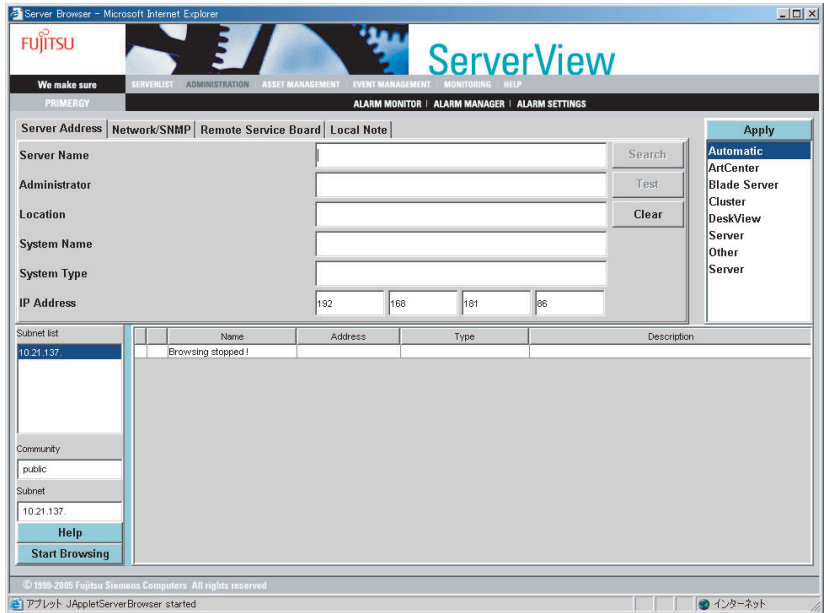 Server Browser - Microsoft Internet Explorer
FUJITSU
ServerView
We make sure
SERVERLIST ADMINISTRATION ASSET MANAGEMENT EVENT MANAGEMENT MONITORING HELP
PRIMERGY
ALARM MONITOR | ALARM MANAGER | ALARM SETTINGS
Server Address Network/SNMP Remote Service Board Local Note
Apply
Server Name
Search
Administrator
Test
Location
Clear
System Name
System Type
IP Address
192 168 181 86
Automatic
ArtCenter
Blade Server
Cluster
DeskView
Server
Other
Server
Subnet list
10.21.137.
Name Address Type Description
Browsing stopped !
Community
public
Subnet
10.21.137.
Help
Start Browsing
© 1999-2005 Fujitsu Siemens Computers All rights reserved
アプレット JAppletServerBrowser started
インターネット